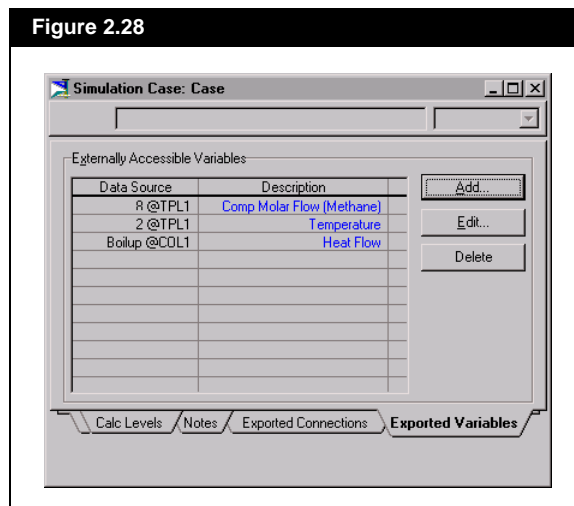 Figure 2.28
Simulation Case: Case
Externally Accessible Variables
Data Source Description
8 @TPL1 Comp Molar Flow (Methane)
2 @TPL1 Temperature
Boilup @COL1 Heat Flow
Add...
Edit...
Delete
Calc Levels Notes Exported Connections Exported Variables